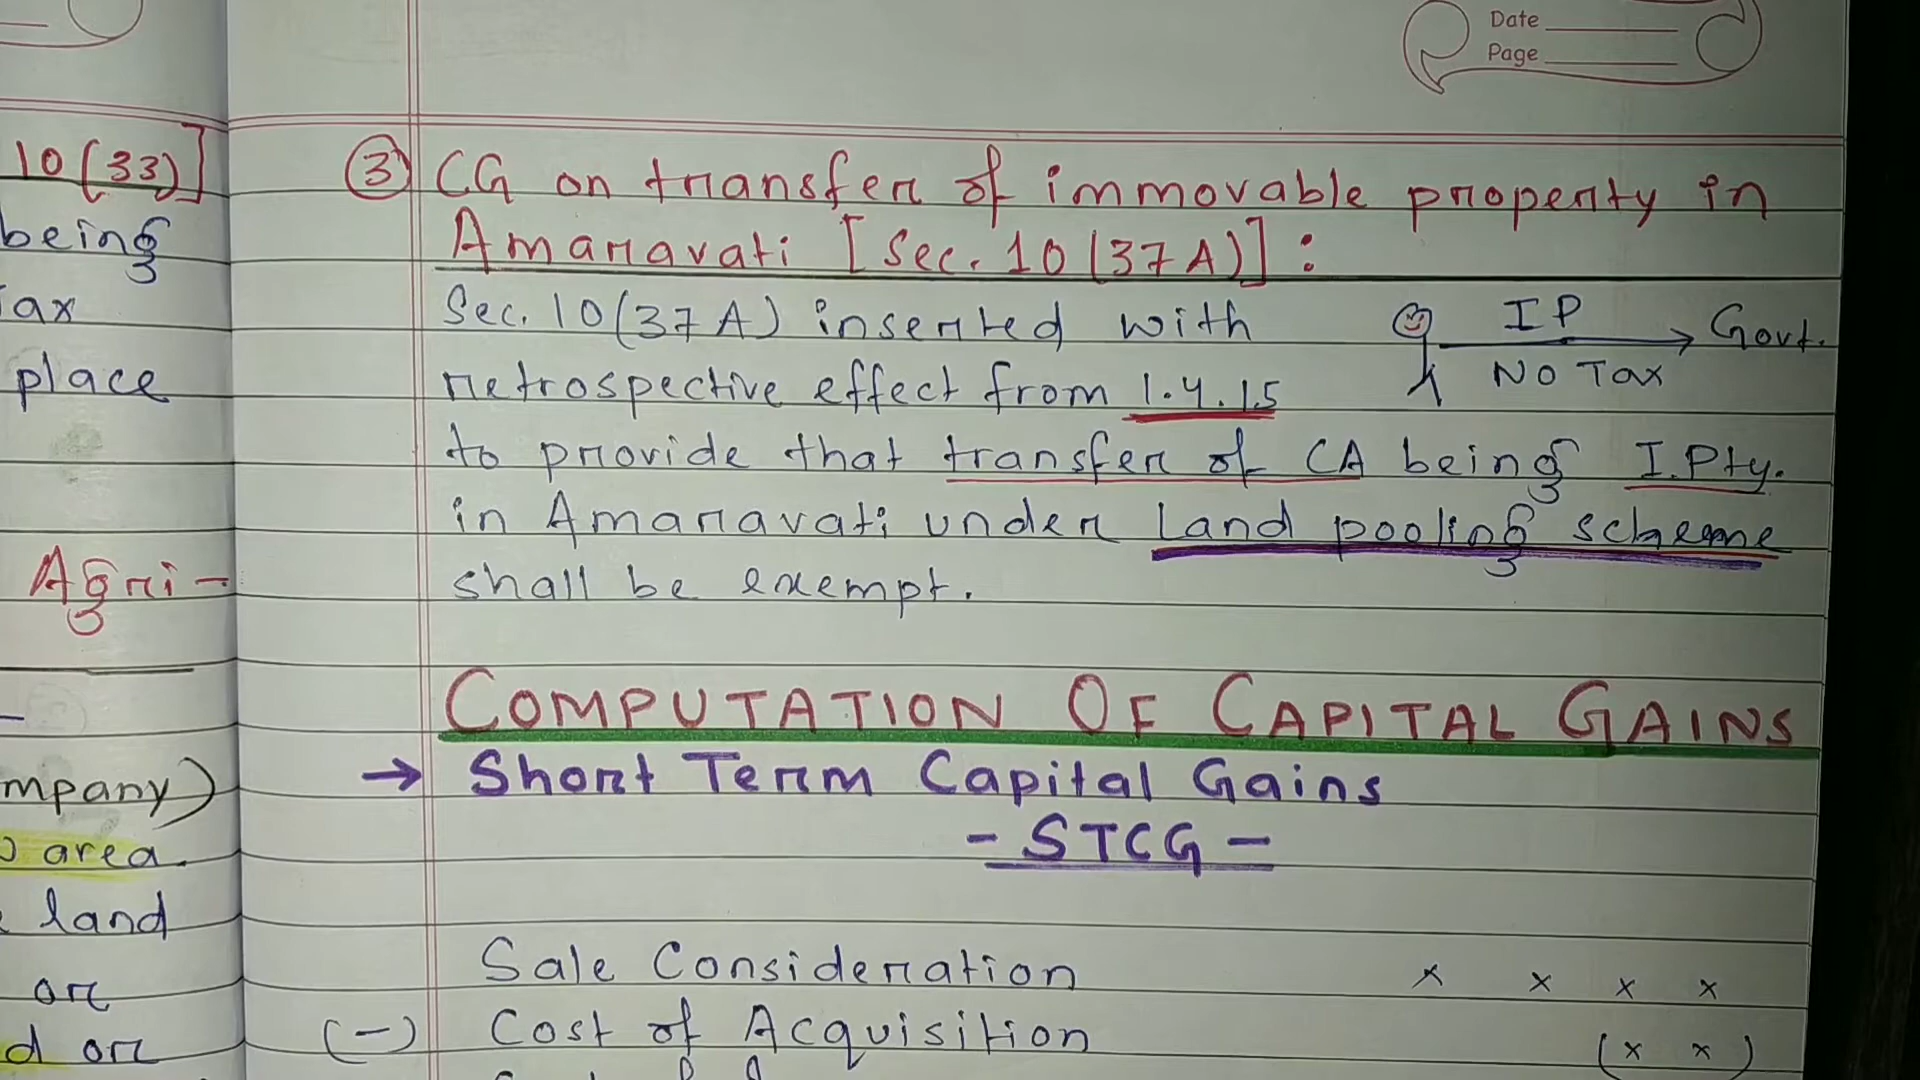 Date
Page
10(33)]
being
ax
place
Agri-
mpany)
area.
land
or
d or
③ CG on transfer of immovable property in
Amaravati [Sec. 10(37A)]:
Sec. 10(37A) inserted with
retrospective effect from 1.4.15
IP
Govt.
NO Tax
to provide that transfer of CA being I.Pty.
in Amaravati under Land pooling scheme
shall be exempt.
COMPUTATION OF CAPITAL GAINS
→ Short Term Capital Gains
- STCG -
Sale Consideration x x x x
(-) Cost of Acquisition (x x)